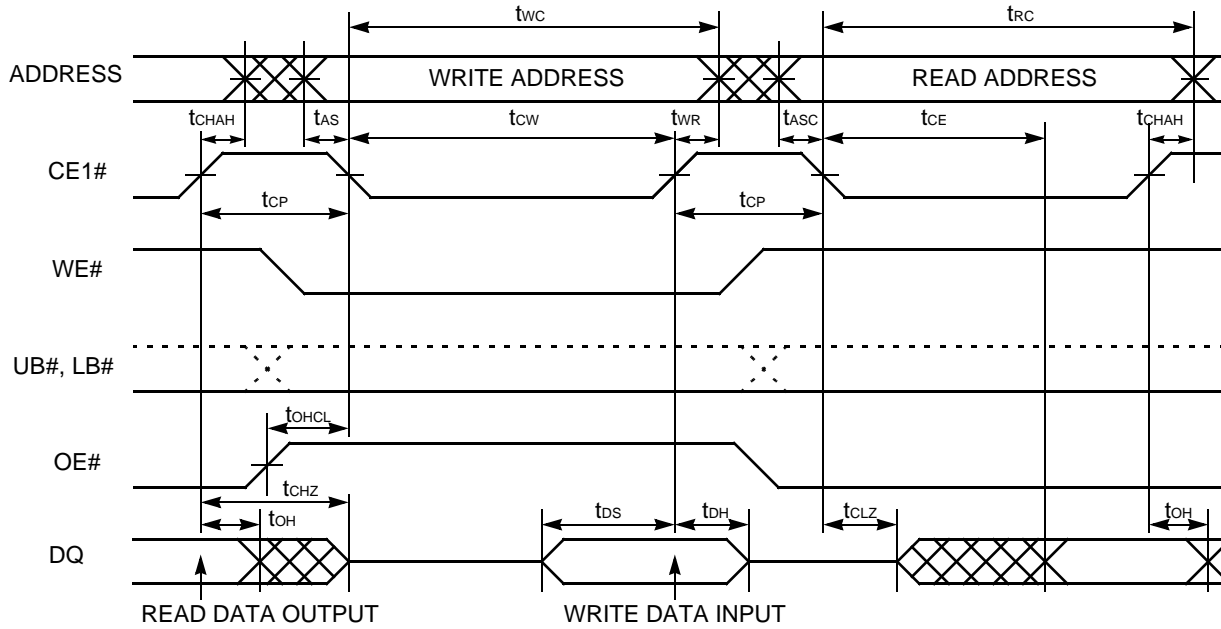 tWC
tRC
ADDRESS
WRITE ADDRESS
READ ADDRESS
tCHAH
tAS
tCW
tWR
tASC
tCE
tCHAH
CE1#
tCP
tCP
WE#
UB#, LB#
tOHCL
OE#
tCHZ
tOH
tDS
tDH
tCLZ
tOH
DQ
READ DATA OUTPUT
WRITE DATA INPUT